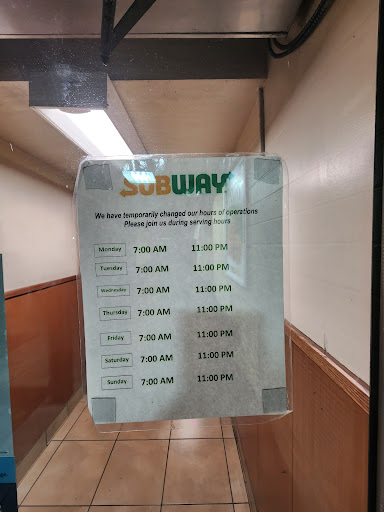 SUBWAY
We have temporarily changed our hours of operations
Please join us during serving hours
Monday 7:00 AM 11:00 PM
Tuesday 7:00 AM 11:00 PM
Wednesday 7:00 AM 11:00 PM
Thursday 7:00 AM 11:00 PM
Friday 7:00 AM 11:00 PM
Saturday 7:00 AM 11:00 PM
Sunday 7:00 AM 11:00 PM